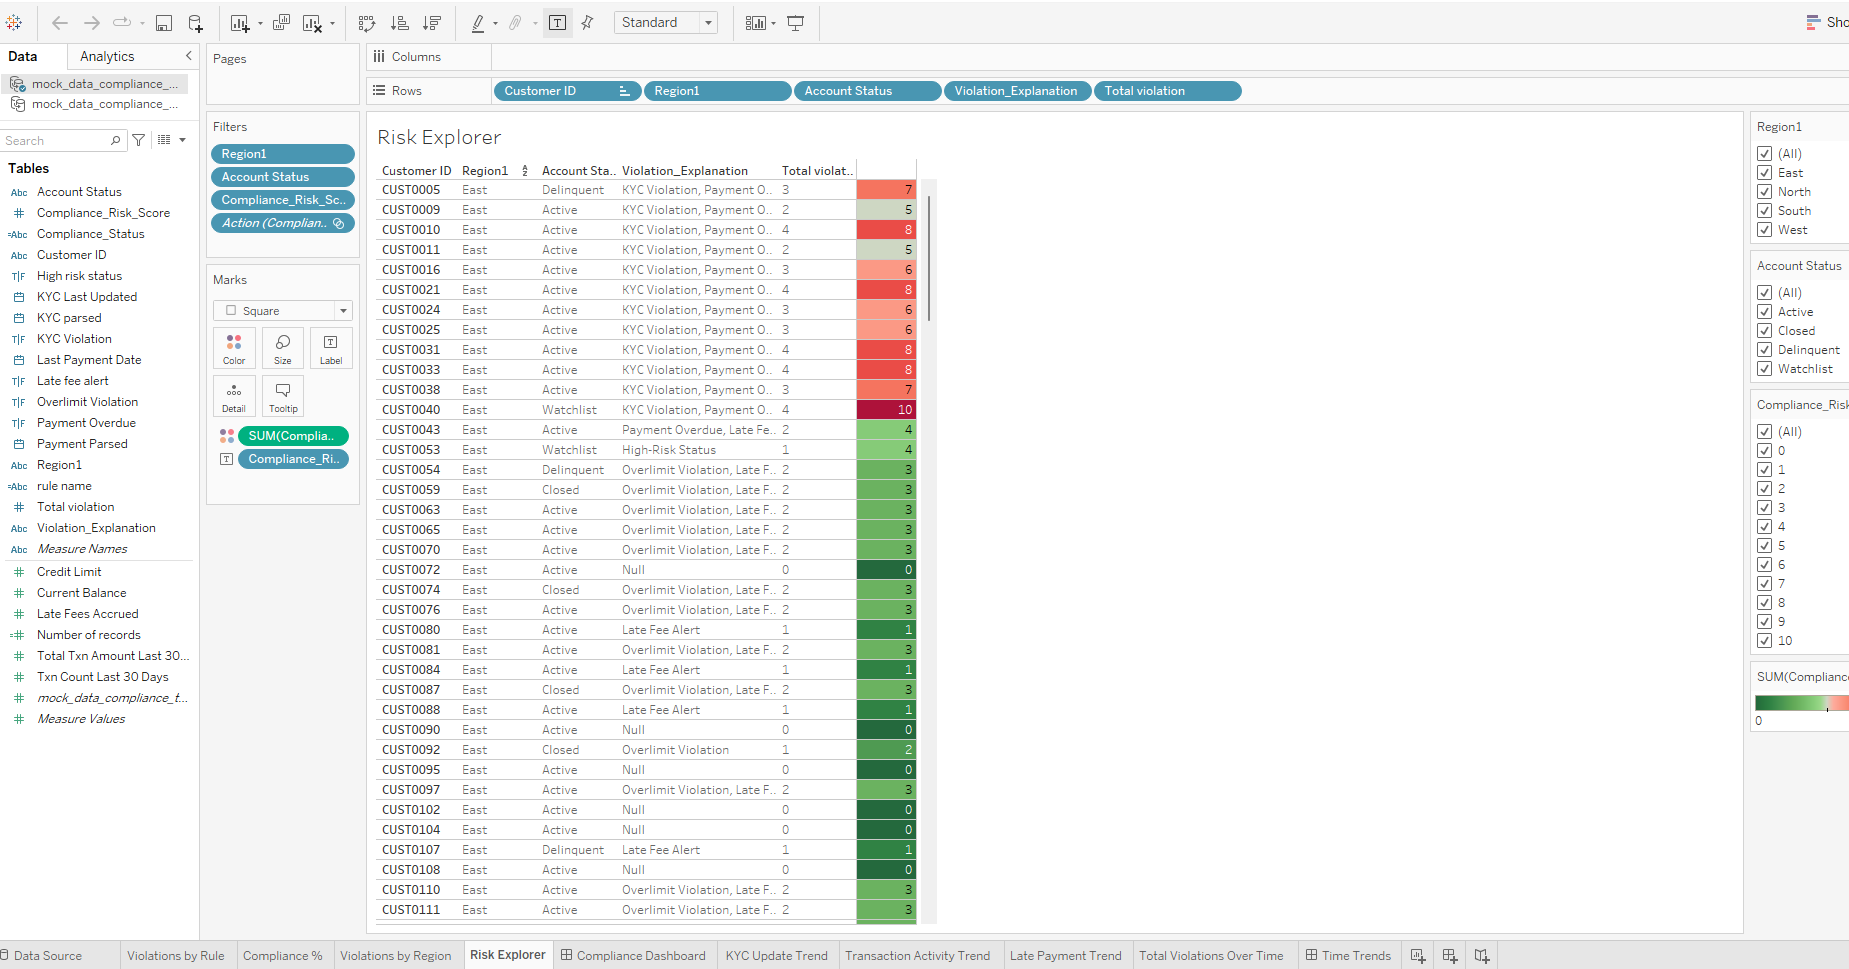 Standard
Sho
Data
Analytics
Pages
Columns
mock_data_compliance_...
mock_data_compliance_...
Rows
Customer ID
Region1
Account Status
Violation_Explanation
Total violation
Search
Filters
Region1
Account Status
Compliance_Risk_Sc..
Action (Complian..
Tables
Abc Account Status
# Compliance_Risk_Score
=Abc Compliance_Status
Abc Customer ID
T|F High risk status
KYC Last Updated
KYC parsed
T|F KYC Violation
Last Payment Date
T|F Late fee alert
T|F Overlimit Violation
T|F Payment Overdue
Payment Parsed
Abc Region1
=Abc rule name
# Total violation
Abc Violation_Explanation
Abc Measure Names
# Credit Limit
# Current Balance
# Late Fees Accrued
=# Number of records
# Total Txn Amount Last 30...
# Txn Count Last 30 Days
# mock_data_compliance_t...
# Measure Values
Marks
Square
Color
Size
T Label
Detail
Tooltip
SUM(Complia..
T Compliance_Ri..
Risk Explorer
Customer ID Region1 Account Sta.. Violation_Explanation Total violat..
CUST0005 East Delinquent KYC Violation, Payment O.. 3 7
CUST0009 East Active KYC Violation, Payment O.. 2 5
CUST0010 East Active KYC Violation, Payment O.. 4 8
CUST0011 East Active KYC Violation, Payment O.. 2 5
CUST0016 East Active KYC Violation, Payment O.. 3 6
CUST0021 East Active KYC Violation, Payment O.. 4 8
CUST0024 East Active KYC Violation, Payment O.. 3 6
CUST0025 East Active KYC Violation, Payment O.. 3 6
CUST0031 East Active KYC Violation, Payment O.. 4 8
CUST0033 East Active KYC Violation, Payment O.. 4 8
CUST0038 East Active KYC Violation, Payment O.. 3 7
CUST0040 East Watchlist KYC Violation, Payment O.. 4 10
CUST0043 East Active Payment Overdue, Late Fe.. 2 4
CUST0053 East Watchlist High-Risk Status 1 4
CUST0054 East Delinquent Overlimit Violation, Late F.. 2 3
CUST0059 East Closed Overlimit Violation, Late F.. 2 3
CUST0063 East Active Overlimit Violation, Late F.. 2 3
CUST0065 East Active Overlimit Violation, Late F.. 2 3
CUST0070 East Active Overlimit Violation, Late F.. 2 3
CUST0072 East Active Null 0 0
CUST0074 East Closed Overlimit Violation, Late F.. 2 3
CUST0076 East Active Overlimit Violation, Late F.. 2 3
CUST0080 East Active Late Fee Alert 1 1
CUST0081 East Active Overlimit Violation, Late F.. 2 3
CUST0084 East Active Late Fee Alert 1 1
CUST0087 East Closed Overlimit Violation, Late F.. 2 3
CUST0088 East Active Late Fee Alert 1 1
CUST0090 East Active Null 0 0
CUST0092 East Closed Overlimit Violation 1 2
CUST0095 East Active Null 0 0
CUST0097 East Active Overlimit Violation, Late F.. 2 3
CUST0102 East Active Null 0 0
CUST0104 East Active Null 0 0
CUST0107 East Delinquent Late Fee Alert 1 1
CUST0108 East Active Null 0 0
CUST0110 East Active Overlimit Violation, Late F.. 2 3
CUST0111 East Active Overlimit Violation, Late F.. 2 3
Region1
(All)
East
North
South
West
Account Status
(All)
Active
Closed
Delinquent
Watchlist
Compliance_Risk
(All)
0
1
2
3
4
5
6
7
8
9
10
SUM(Compliance
0
Data Source
Violations by Rule
Compliance %
Violations by Region
Risk Explorer
Compliance Dashboard
KYC Update Trend
Transaction Activity Trend
Late Payment Trend
Total Violations Over Time
Time Trends